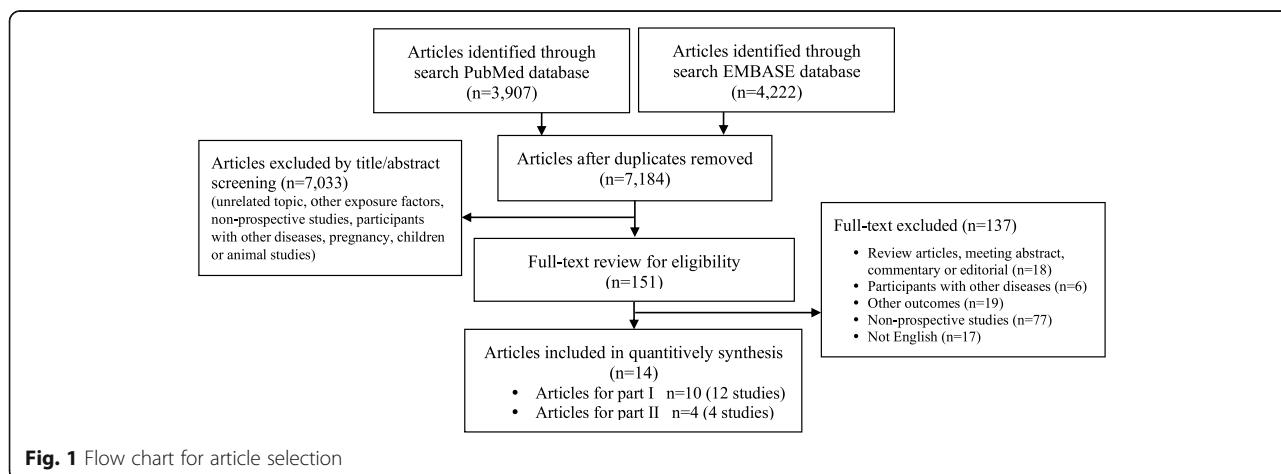 Articles identified through
search PubMed database
(n=3,907)
Articles identified through
search EMBASE database
(n=4,222)
Articles after duplicates removed
(n=7,184)
Articles excluded by title/abstract
screening (n=7,033)
(unrelated topic, other exposure factors,
non-prospective studies, participants
with other diseases, pregnancy, children
or animal studies)
Full-text review for eligibility
(n=151)
Full-text excluded (n=137)
• Review articles, meeting abstract,
commentary or editorial (n=18)
• Participants with other diseases (n=6)
• Other outcomes (n=19)
• Non-prospective studies (n=77)
• Not English (n=17)
Articles included in quantitively synthesis
(n=14)
• Articles for part I n=10 (12 studies)
• Articles for part II n=4 (4 studies)
Fig. 1 Flow chart for article selection